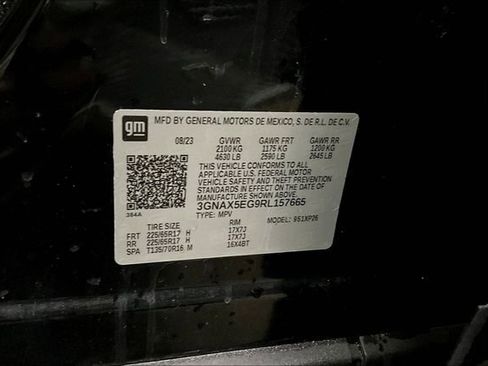 gm MFD BY GENERAL MOTORS DE MEXICO, S. DE R.L. DE C.V.
08/23 GVWR GAWR FRT GAWR RR
2100 KG 1175 KG 1200 KG
4630 LB 2590 LB 2645 LB
THIS VEHICLE CONFORMS TO ALL
APPLICABLE U.S. FEDERAL MOTOR
VEHICLE SAFETY AND THEFT PREVENTION
STANDARDS IN EFFECT ON THE DATE OF
MANUFACTURE SHOWN ABOVE.
3GNAX5EG9RL157665
384A
TYPE: MPV MODEL: 951XP26
TIRE SIZE RIM
FRT 225/65R17 H 17X7J
RR 225/65R17 H 17X7J
SPA T135/70R16 M 16X4BT